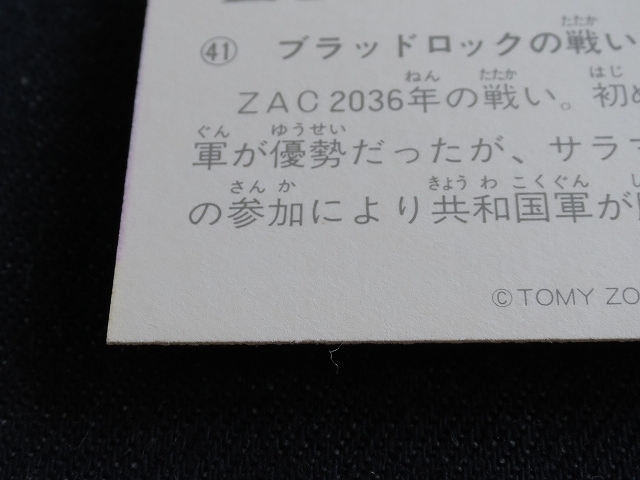 ㊶ ブラッドロックの戦い
ZAC2036年の戦い。初め
軍が優勢だったが、サラマ
の参加により共和国軍が
©TOMY ZO